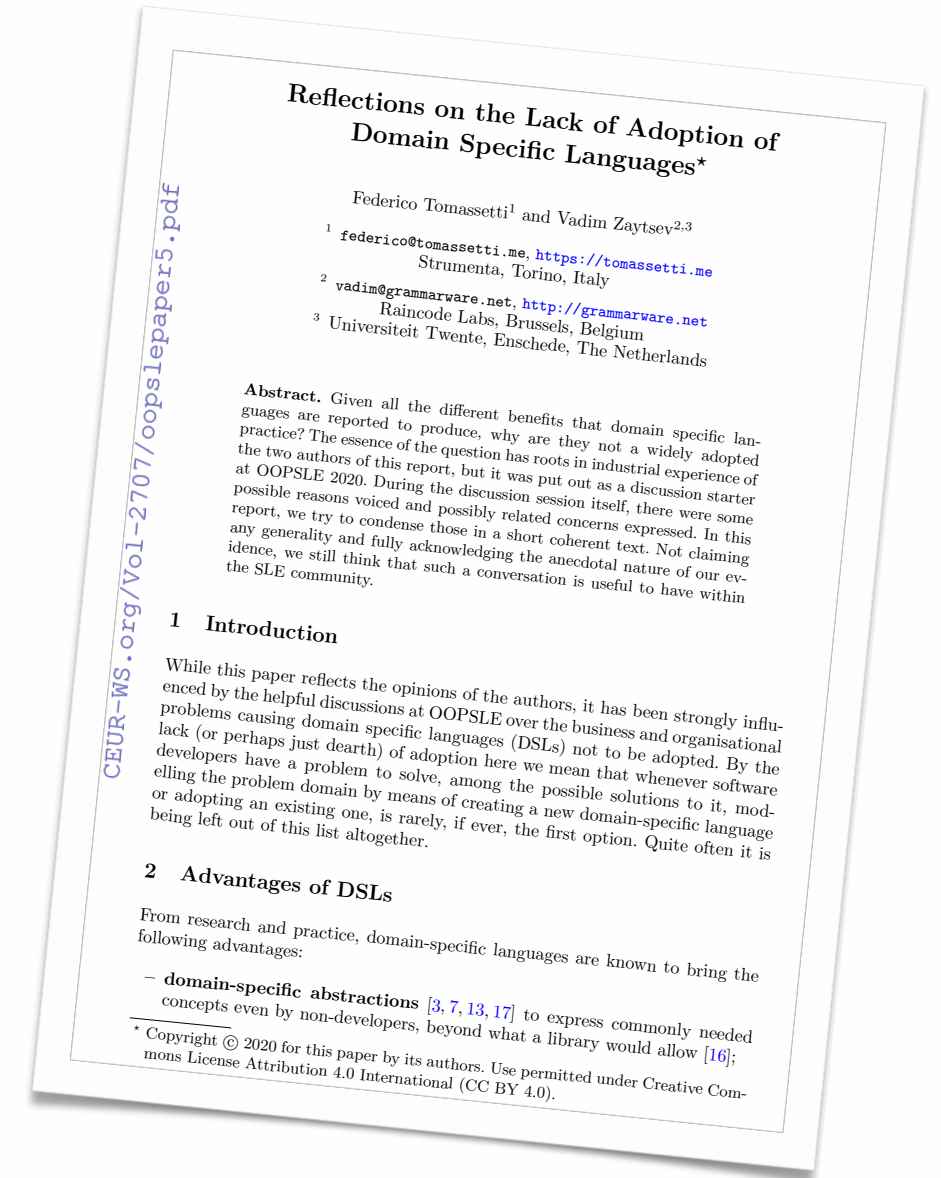 Reflections on the Lack of Adoption of
Domain Specific Languages⋆
Federico Tomassetti1 and Vadim Zaytsev2,3
1 federico@tomassetti.me, https://tomassetti.me
Strumenta, Torino, Italy
2 vadim@grammarware.net, http://grammarware.net
Raincode Labs, Brussels, Belgium
3 Universiteit Twente, Enschede, The Netherlands
Abstract. Given all the different benefits that domain specific lan-
guages are reported to produce, why are they not a widely adopted
practice? The essence of the question has roots in industrial experience of
the two authors of this report, but it was put out as a discussion starter
at OOPSLE 2020. During the discussion session itself, there were some
possible reasons voiced and possibly related concerns expressed. In this
report, we try to condense those in a short coherent text. Not claiming
any generality and fully acknowledging the anecdotal nature of our ev-
idence, we still think that such a conversation is useful to have within
the SLE community.
1 Introduction
While this paper reflects the opinions of the authors, it has been strongly influ-
enced by the helpful discussions at OOPSLE over the business and organisational
problems causing domain specific languages (DSLs) not to be adopted. By the
lack (or perhaps just dearth) of adoption here we mean that whenever software
developers have a problem to solve, among the possible solutions to it, mod-
elling the problem domain by means of creating a new domain-specific language
or adopting an existing one, is rarely, if ever, the first option. Quite often it is
being left out of this list altogether.
2 Advantages of DSLs
From research and practice, domain-specific languages are known to bring the
following advantages:
– domain-specific abstractions [3, 7, 13, 17] to express commonly needed
concepts even by non-developers, beyond what a library would allow [16];
⋆ Copyright © 2020 for this paper by its authors. Use permitted under Creative Com-
mons License Attribution 4.0 International (CC BY 4.0).
CEUR-WS.org/Vol-2707/oopslepaper5.pdf